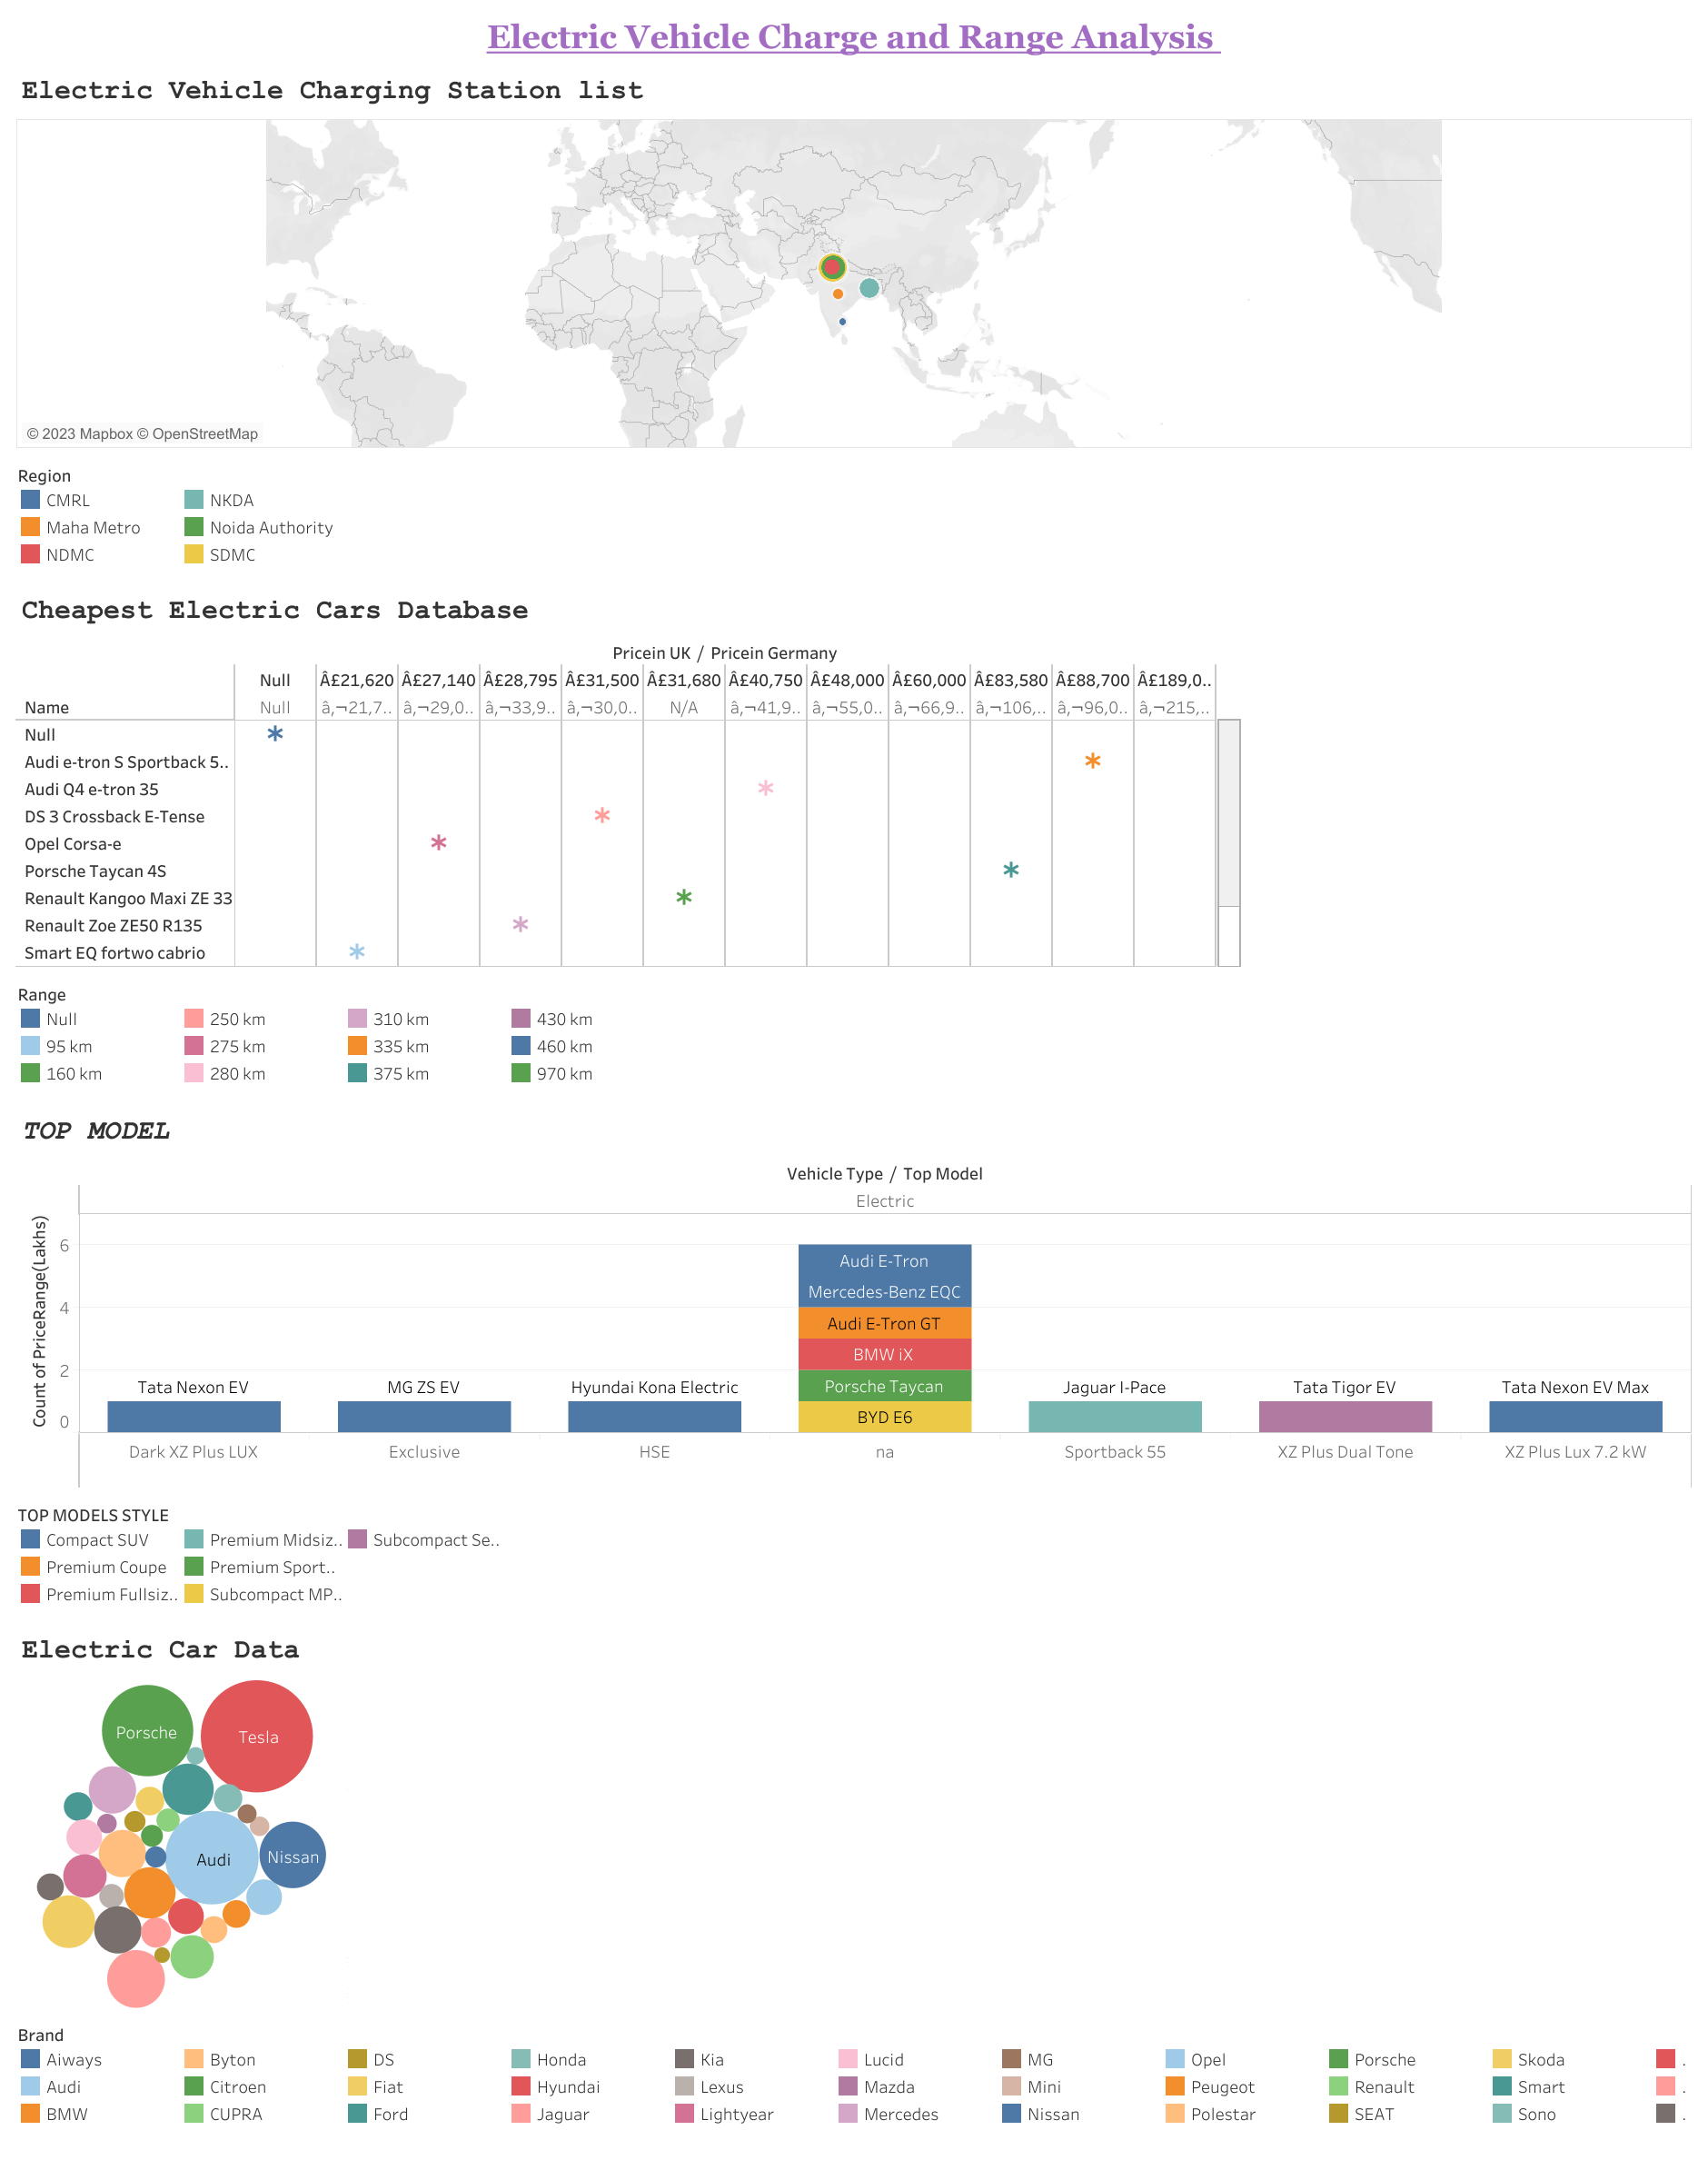 Electric Vehicle Charge and Range Analysis
Electric Vehicle Charging Station list
© 2023 Mapbox © OpenStreetMap
Region
CMRL NKDA
Maha Metro Noida Authority
NDMC SDMC
Cheapest Electric Cars Database
Pricein UK / Pricein Germany
Null Â£21,620 Â£27,140 Â£28,795 Â£31,500 Â£31,680 Â£40,750 Â£48,000 Â£60,000 Â£83,580 Â£88,700 Â£189,0..
Name Null â‚¬21,7.. â‚¬29,0.. â‚¬33,9.. â‚¬30,0.. N/A â‚¬41,9.. â‚¬55,0.. â‚¬66,9.. â‚¬106,.. â‚¬96,0.. â‚¬215,..
Null
Audi e-tron S Sportback 5..
Audi Q4 e-tron 35
DS 3 Crossback E-Tense
Opel Corsa-e
Porsche Taycan 4S
Renault Kangoo Maxi ZE 33
Renault Zoe ZE50 R135
Smart EQ fortwo cabrio
Range
Null 250 km 310 km 430 km
95 km 275 km 335 km 460 km
160 km 280 km 375 km 970 km
TOP MODEL
Vehicle Type / Top Model
Electric
Count of PriceRange(Lakhs)
6
4
2
0
Audi E-Tron
Mercedes-Benz EQC
Audi E-Tron GT
BMW iX
Porsche Taycan
BYD E6
Tata Nexon EV MG ZS EV Hyundai Kona Electric Jaguar I-Pace Tata Tigor EV Tata Nexon EV Max
Dark XZ Plus LUX Exclusive HSE na Sportback 55 XZ Plus Dual Tone XZ Plus Lux 7.2 kW
TOP MODELS STYLE
Compact SUV Premium Midsiz.. Subcompact Se..
Premium Coupe Premium Sport..
Premium Fullsiz.. Subcompact MP..
Electric Car Data
Porsche
Tesla
Audi
Nissan
Brand
Aiways Byton DS Honda Kia Lucid MG Opel Porsche Skoda .
Audi Citroen Fiat Hyundai Lexus Mazda Mini Peugeot Renault Smart .
BMW CUPRA Ford Jaguar Lightyear Mercedes Nissan Polestar SEAT Sono .